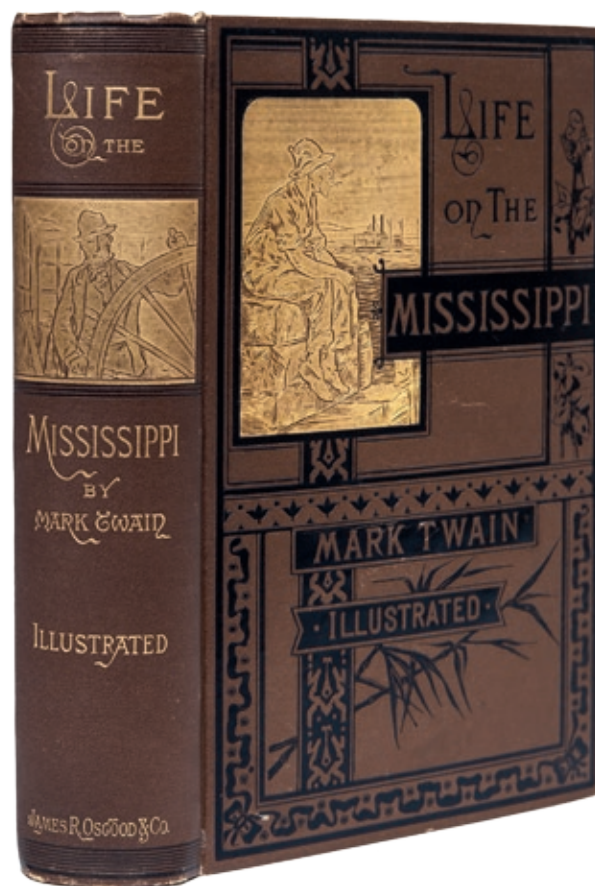 LIFE
on THE
MISSISSIPPI
BY
MARK TWAIN
ILLUSTRATED
JAMES R. OSGOOD & CO.
LIFE
on THE
MISSISSIPPI
MARK TWAIN
· ILLUSTRATED ·